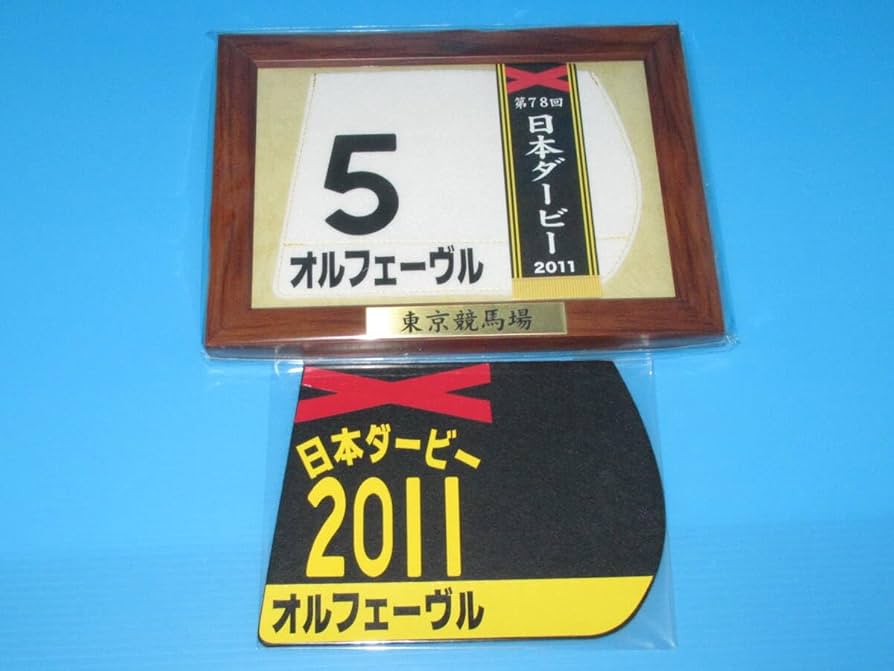 5
オルフェーヴル
第78回
日本ダービー
2011
東京競馬場
日本ダービー
2011
オルフェーヴル